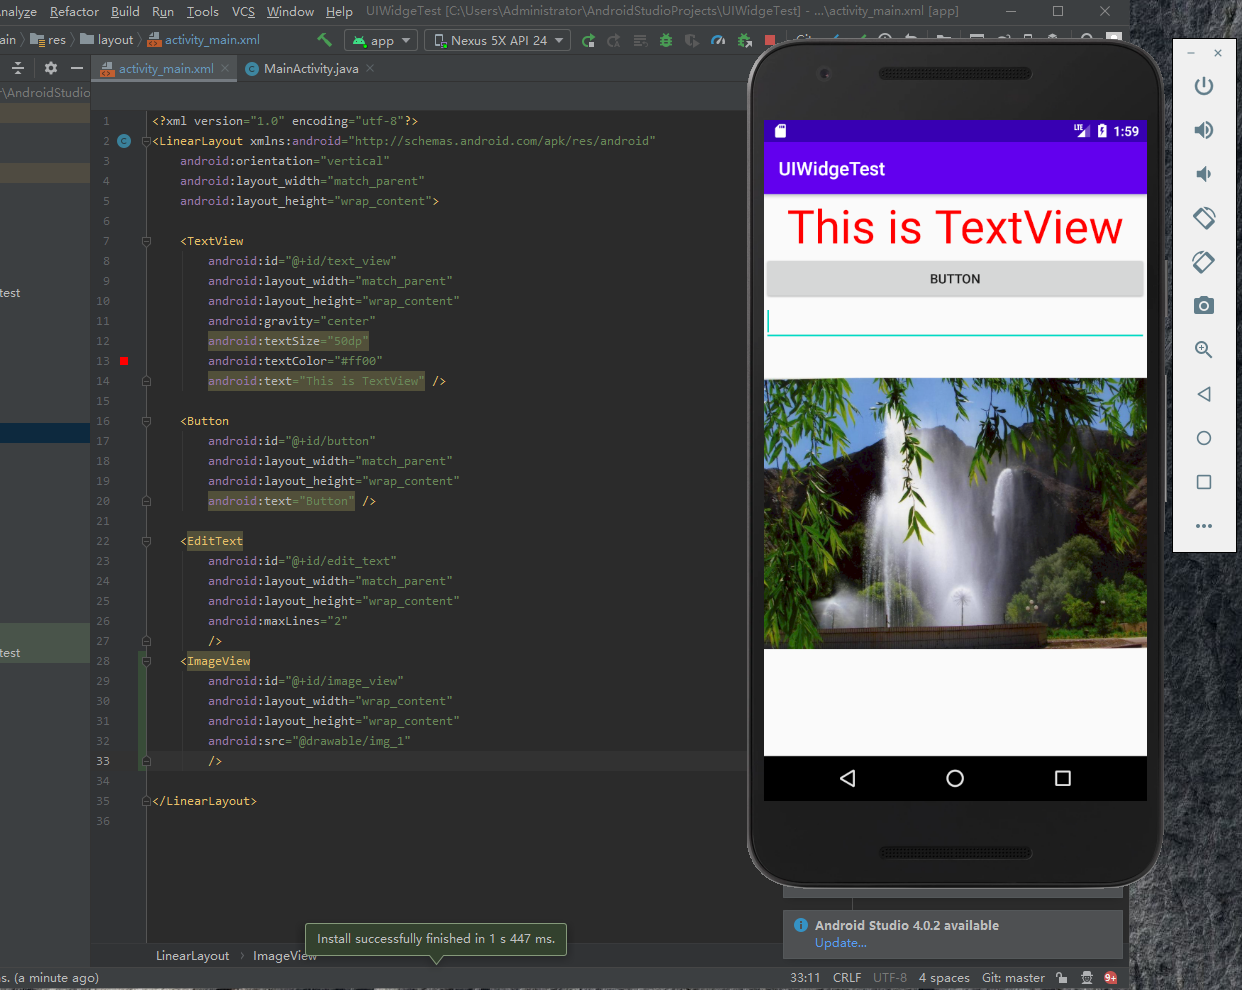 nalyze Refactor Build Run Tools VCS Window Help UIWidgeTest [C:\Users\Administrator\AndroidStudioProjects\UIWidgeTest] - ...\activity_main.xml [app]
ain res layout activity_main.xml app Nexus 5X API 24
activity_main.xml MainActivity.java
r\AndroidStudio
1 <?xml version="1.0" encoding="utf-8"?>
2 <LinearLayout xmlns:android="http://schemas.android.com/apk/res/android"
3 android:orientation="vertical"
4 android:layout_width="match_parent"
5 android:layout_height="wrap_content">
6
7 <TextView
8 android:id="@+id/text_view"
9 android:layout_width="match_parent"
10 android:layout_height="wrap_content"
11 android:gravity="center"
12 android:textSize="50dp"
13 android:textColor="#ff00"
14 android:text="This is TextView" />
15
16 <Button
17 android:id="@+id/button"
18 android:layout_width="match_parent"
19 android:layout_height="wrap_content"
20 android:text="Button" />
21
22 <EditText
23 android:id="@+id/edit_text"
24 android:layout_width="match_parent"
25 android:layout_height="wrap_content"
26 android:maxLines="2"
27 />
28 <ImageView
29 android:id="@+id/image_view"
30 android:layout_width="wrap_content"
31 android:layout_height="wrap_content"
32 android:src="@drawable/img_1"
33 />
34
35 </LinearLayout>
36
test
test
LTE 1:59
UIWidgeTest
This is TextView
BUTTON
Install successfully finished in 1 s 447 ms.
Android Studio 4.0.2 available
Update...
LinearLayout › ImageView
s. (a minute ago) 33:11 CRLF UTF-8 4 spaces Git: master 9+